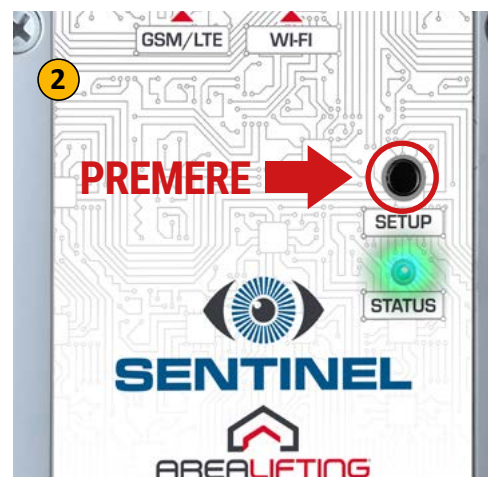 GSM/LTE WI-FI
2
PREMERE
SETUP
STATUS
SENTINEL
AREALIFTING